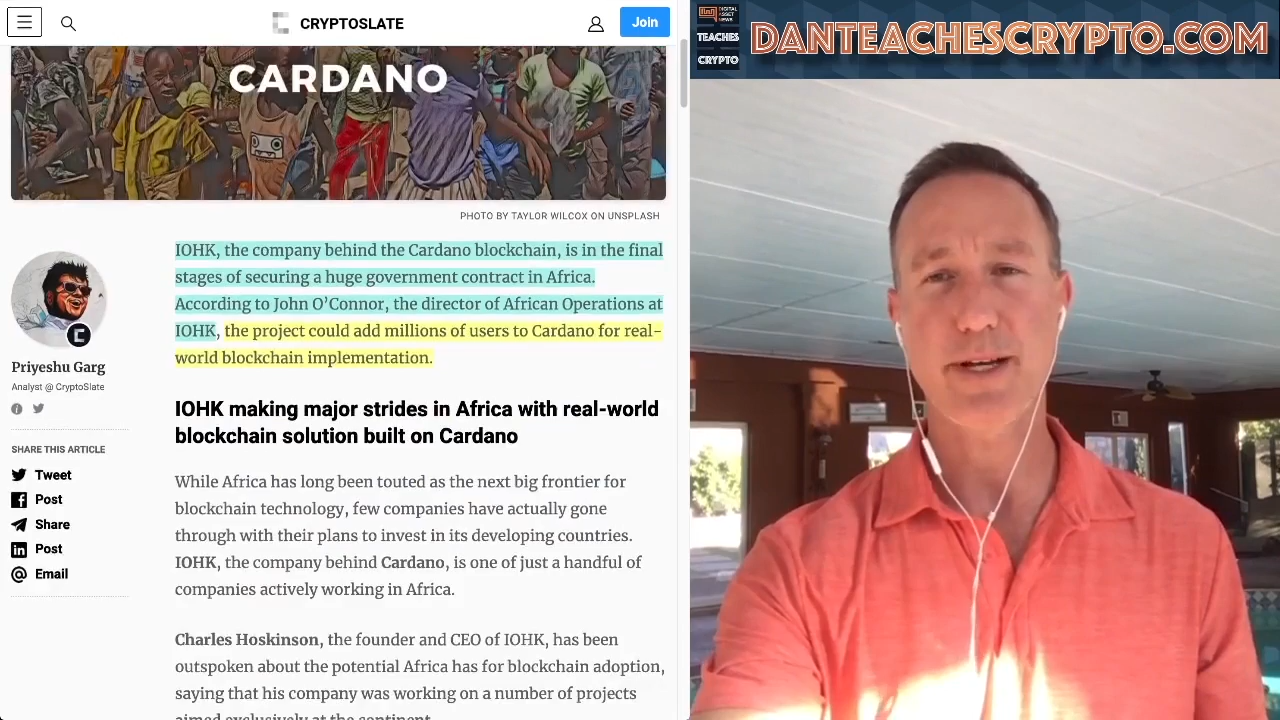 CRYPTOSLATE
Join
CARDANO
PHOTO BY TAYLOR WILCOX ON UNSPLASH
IOHK, the company behind the Cardano blockchain, is in the final
stages of securing a huge government contract in Africa.
According to John O’Connor, the director of African Operations at
IOHK, the project could add millions of users to Cardano for real-
world blockchain implementation.
Priyeshu Garg
Analyst @ CryptoSlate
SHARE THIS ARTICLE
Tweet
Post
Share
Post
Email
IOHK making major strides in Africa with real-world
blockchain solution built on Cardano
While Africa has long been touted as the next big frontier for
blockchain technology, few companies have actually gone
through with their plans to invest in its developing countries.
IOHK, the company behind Cardano, is one of just a handful of
companies actively working in Africa.
Charles Hoskinson, the founder and CEO of IOHK, has been
outspoken about the potential Africa has for blockchain adoption,
saying that his company was working on a number of projects
aimed exclusively at the continent.
DIGITAL
ASSET
NEWS
TEACHES
CRYPTO
DANTEACHESCRYPTO.COM